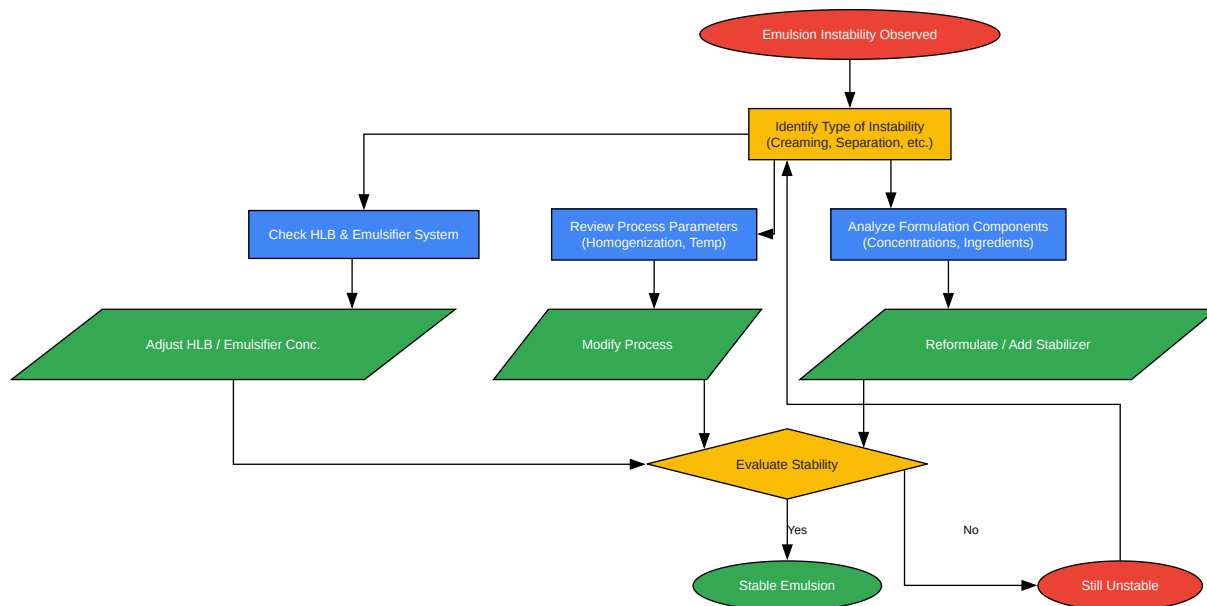 Emulsion Instability Observed
Identify Type of Instability
(Creaming, Separation, etc.)
Check HLB & Emulsifier System
Review Process Parameters
(Homogenization, Temp)
Analyze Formulation Components
(Concentrations, Ingredients)
Adjust HLB / Emulsifier Conc.
Modify Process
Reformulate / Add Stabilizer
Evaluate Stability
Yes
No
Stable Emulsion
Still Unstable